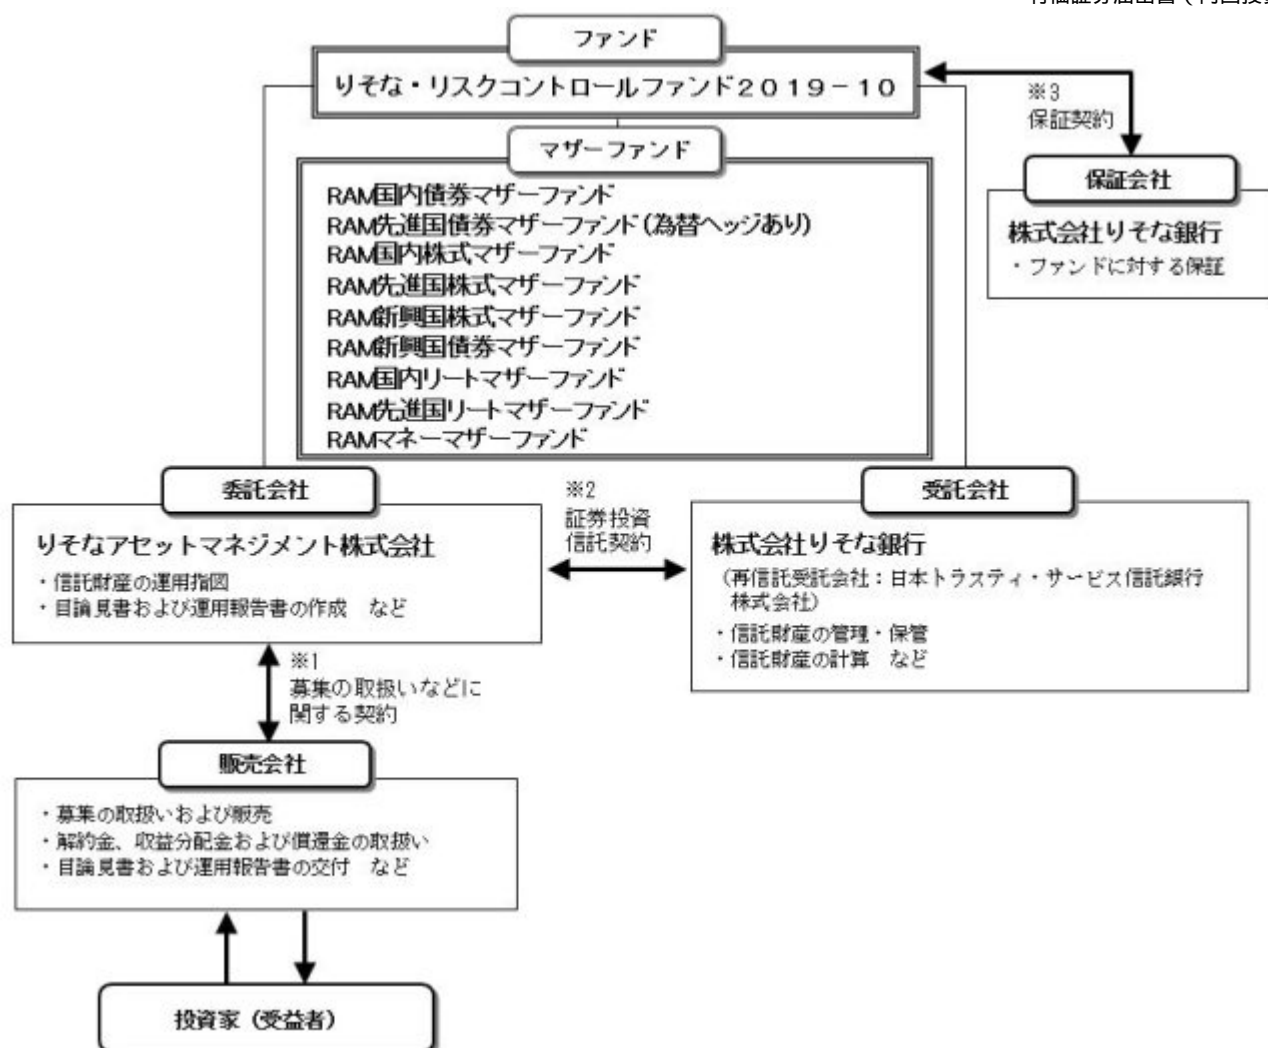 ファンド
りそな・リスクコントロールファンド2019-10
※3
保証契約
マザーファンド
RAM国内債券マザーファンド
RAM先進国債券マザーファンド(為替ヘッジあり)
RAM国内株式マザーファンド
RAM先進国株式マザーファンド
RAM新興国株式マザーファンド
RAM新興国債券マザーファンド
RAM国内リートマザーファンド
RAM先進国リートマザーファンド
RAMマネーマザーファンド
保証会社
株式会社りそな銀行
・ファンドに対する保証
委託会社
りそなアセットマネジメント株式会社
・信託財産の運用指図
・目論見書および運用報告書の作成 など
※2
証券投資
信託契約
受託会社
株式会社りそな銀行
(再信託受託会社:日本トラスティ・サービス信託銀行
株式会社)
・信託財産の管理・保管
・信託財産の計算 など
※1
募集の取扱いなどに
関する契約
販売会社
・募集の取扱いおよび販売
・解約金、収益分配金および償還金の取扱い
・目論見書および運用報告書の交付 など
投資家(受益者)